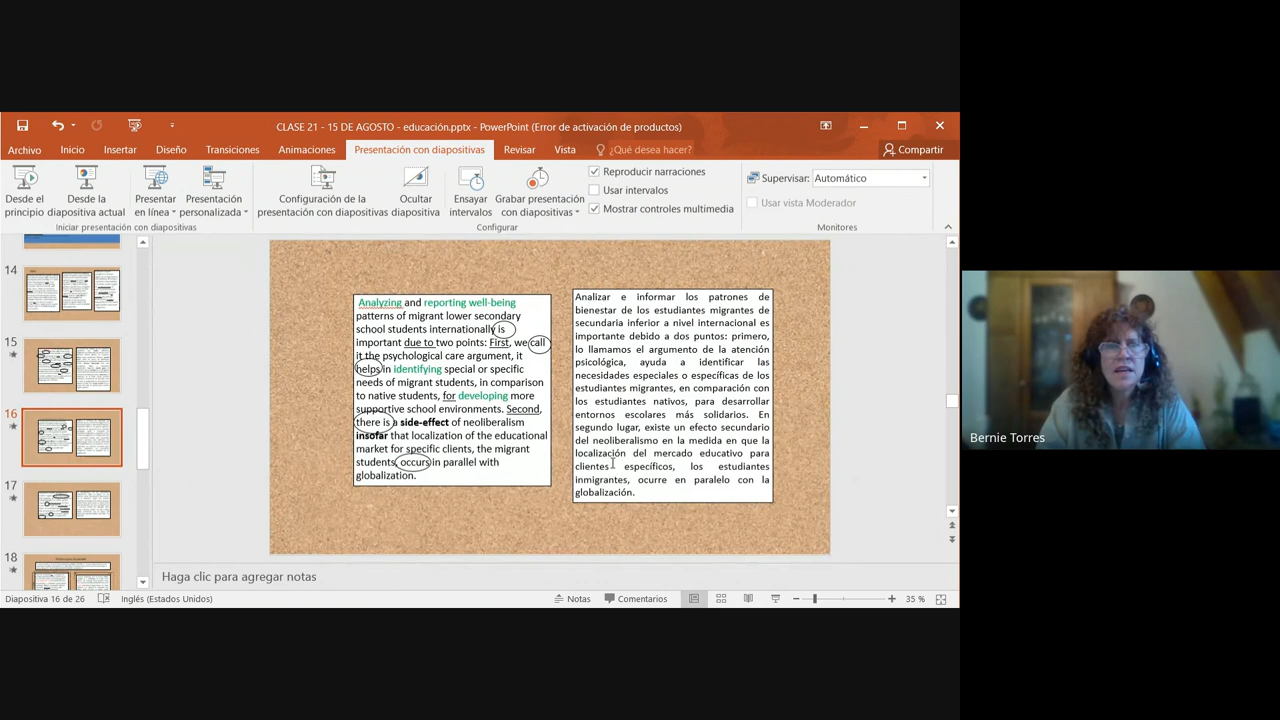 CLASE 21 - 15 DE AGOSTO - educación.pptx - PowerPoint (Error de activación de productos)
Archivo Inicio Insertar Diseño Transiciones Animaciones Presentación con diapositivas Revisar Vista ¿Qué desea hacer? Compartir
Desde el principio
Desde la diapositiva actual
Presentar en línea
Presentación personalizada
Configuración de la presentación con diapositivas
Ocultar diapositiva
Ensayar intervalos
Grabar presentación con diapositivas
Reproducir narraciones
Usar intervalos
Mostrar controles multimedia
Supervisar: Automático
Usar vista Moderador
Iniciar presentación con diapositivas
Configurar
Monitores
14
15
16
17
18
Analyzing and reporting well-being
patterns of migrant lower secondary
school students internationally is
important due to two points: First, we call
it the psychological care argument, it
helps in identifying special or specific
needs of migrant students, in comparison
to native students, for developing more
supportive school environments. Second,
there is a side-effect of neoliberalism
insofar that localization of the educational
market for specific clients, the migrant
students, occurs in parallel with
globalization.
Analizar e informar los patrones de
bienestar de los estudiantes migrantes de
secundaria inferior a nivel internacional es
importante debido a dos puntos: primero,
lo llamamos el argumento de la atención
psicológica, ayuda a identificar las
necesidades especiales o específicas de los
estudiantes migrantes, en comparación con
los estudiantes nativos, para desarrollar
entornos escolares más solidarios. En
segundo lugar, existe un efecto secundario
del neoliberalismo en la medida en que la
localización del mercado educativo para
clientes específicos, los estudiantes
inmigrantes, ocurre en paralelo con la
globalización.
Haga clic para agregar notas
Diapositiva 16 de 26 Inglés (Estados Unidos) Notas Comentarios 35 %
Bernie Torres